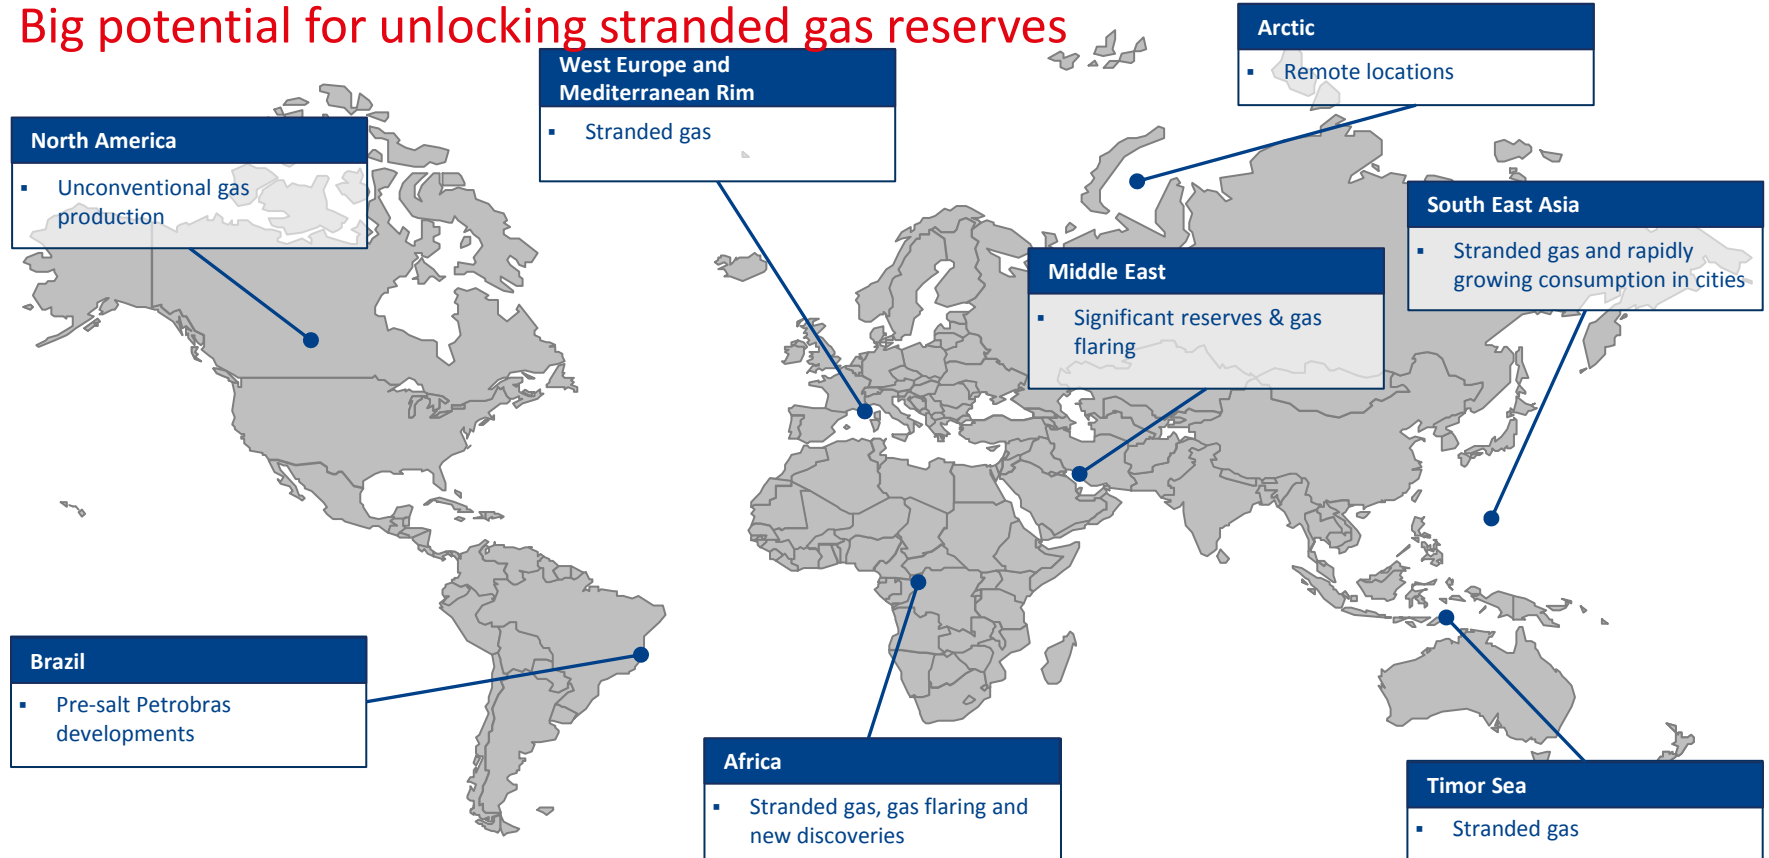 Big potential for unlocking stranded gas reserves
Arctic
▪ Remote locations
West Europe and
Mediterranean Rim
▪ Stranded gas
North America
▪ Unconventional gas
production
South East Asia
▪ Stranded gas and rapidly
growing consumption in cities
Middle East
▪ Significant reserves & gas
flaring
Brazil
▪ Pre-salt Petrobras
developments
Africa
▪ Stranded gas, gas flaring and
new discoveries
Timor Sea
▪ Stranded gas